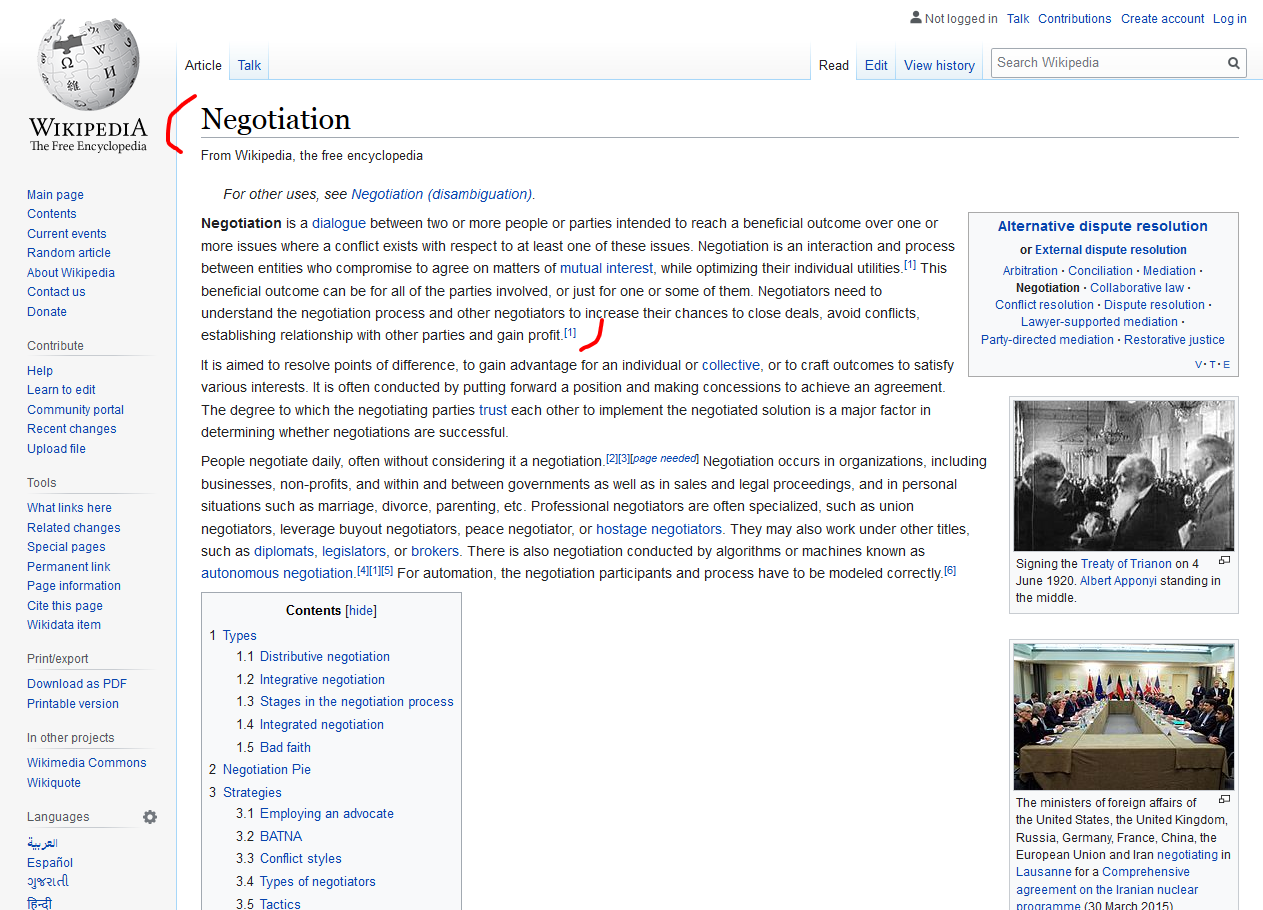 Not logged in Talk Contributions Create account Log in
Article Talk Read Edit View history Search Wikipedia
WIKIPEDIA
The Free Encyclopedia
Main page
Contents
Current events
Random article
About Wikipedia
Contact us
Donate
Contribute
Help
Learn to edit
Community portal
Recent changes
Upload file
Tools
What links here
Related changes
Special pages
Permanent link
Page information
Cite this page
Wikidata item
Print/export
Download as PDF
Printable version
In other projects
Wikimedia Commons
Wikiquote
Languages
العربية
Español
ગુજરાતી
हिन्दी
Negotiation
From Wikipedia, the free encyclopedia
For other uses, see Negotiation (disambiguation).
Negotiation is a dialogue between two or more people or parties intended to reach a beneficial outcome over one or
more issues where a conflict exists with respect to at least one of these issues. Negotiation is an interaction and process
between entities who compromise to agree on matters of mutual interest, while optimizing their individual utilities.[1] This
beneficial outcome can be for all of the parties involved, or just for one or some of them. Negotiators need to
understand the negotiation process and other negotiators to increase their chances to close deals, avoid conflicts,
establishing relationship with other parties and gain profit.[1]
It is aimed to resolve points of difference, to gain advantage for an individual or collective, or to craft outcomes to satisfy
various interests. It is often conducted by putting forward a position and making concessions to achieve an agreement.
The degree to which the negotiating parties trust each other to implement the negotiated solution is a major factor in
determining whether negotiations are successful.
People negotiate daily, often without considering it a negotiation.[2][3][page needed] Negotiation occurs in organizations, including
businesses, non-profits, and within and between governments as well as in sales and legal proceedings, and in personal
situations such as marriage, divorce, parenting, etc. Professional negotiators are often specialized, such as union
negotiators, leverage buyout negotiators, peace negotiator, or hostage negotiators. They may also work under other titles,
such as diplomats, legislators, or brokers. There is also negotiation conducted by algorithms or machines known as
autonomous negotiation.[4][1][5] For automation, the negotiation participants and process have to be modeled correctly.[6]
Contents [hide]
1 Types
1.1 Distributive negotiation
1.2 Integrative negotiation
1.3 Stages in the negotiation process
1.4 Integrated negotiation
1.5 Bad faith
2 Negotiation Pie
3 Strategies
3.1 Employing an advocate
3.2 BATNA
3.3 Conflict styles
3.4 Types of negotiators
3.5 Tactics
Alternative dispute resolution
or External dispute resolution
Arbitration · Conciliation · Mediation ·
Negotiation · Collaborative law ·
Conflict resolution · Dispute resolution ·
Lawyer-supported mediation ·
Party-directed mediation · Restorative justice
V · T · E
Signing the Treaty of Trianon on 4
June 1920. Albert Apponyi standing in
the middle.
The ministers of foreign affairs of
the United States, the United Kingdom,
Russia, Germany, France, China, the
European Union and Iran negotiating in
Lausanne for a Comprehensive
agreement on the Iranian nuclear
programme (30 March 2015)